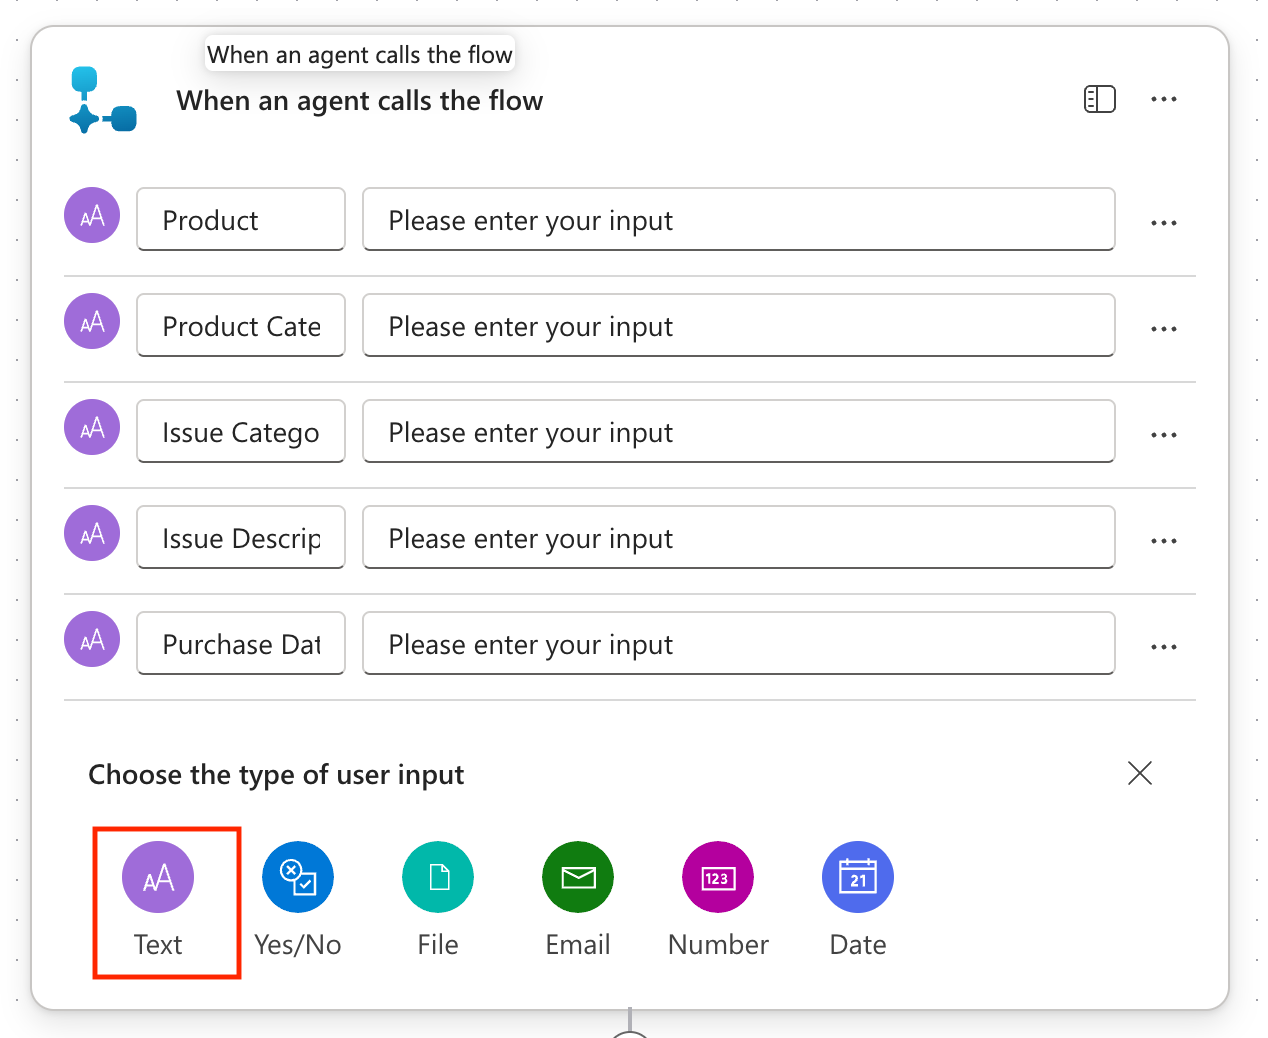 When an agent calls the flow
When an agent calls the flow
Product
Please enter your input
Product Cate
Please enter your input
Issue Catego
Please enter your input
Issue Descrip
Please enter your input
Purchase Dat
Please enter your input
Choose the type of user input
123
21
Text
Yes/No
File
Email
Number
Date